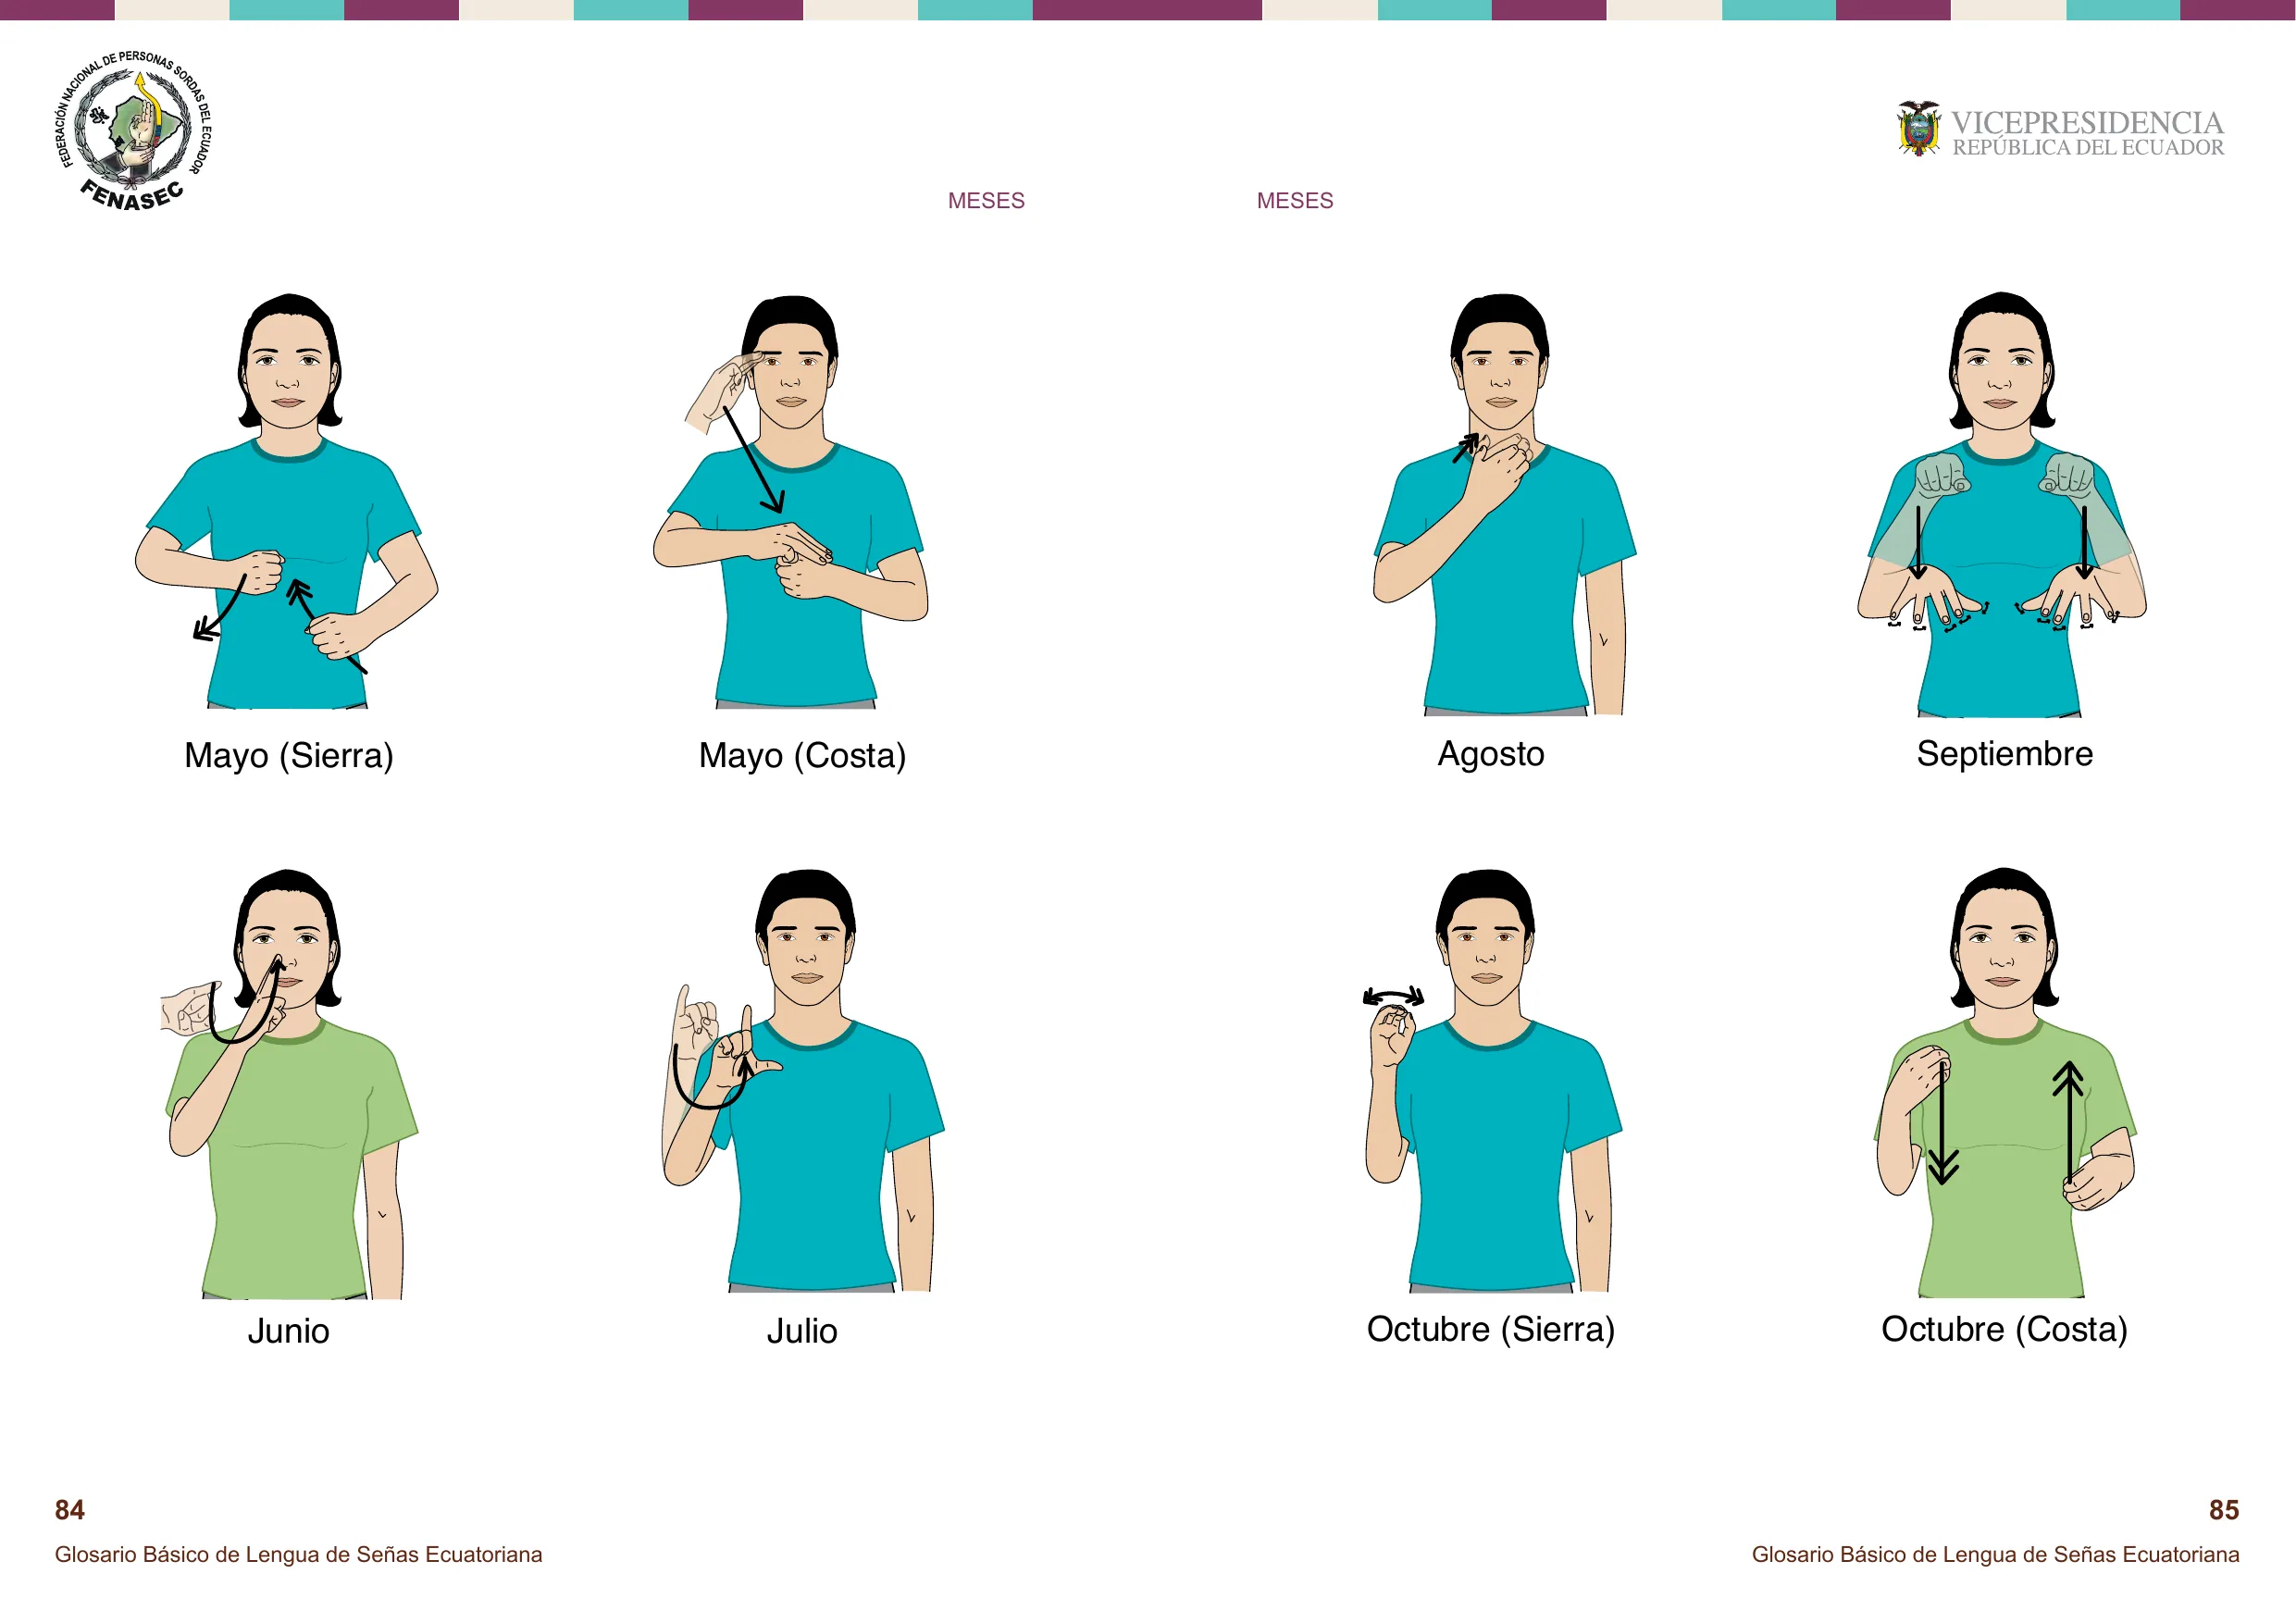 FEDERACIÓN NACIONAL DE PERSONAS SORDAS DEL ECUADOR
FENASEC
VICEPRESIDENCIA
REPÚBLICA DEL ECUADOR
MESES
MESES
Mayo (Sierra)
Mayo (Costa)
Agosto
Septiembre
Junio
Julio
Octubre (Sierra)
Octubre (Costa)
84
Glosario Básico de Lengua de Señas Ecuatoriana
85
Glosario Básico de Lengua de Señas Ecuatoriana